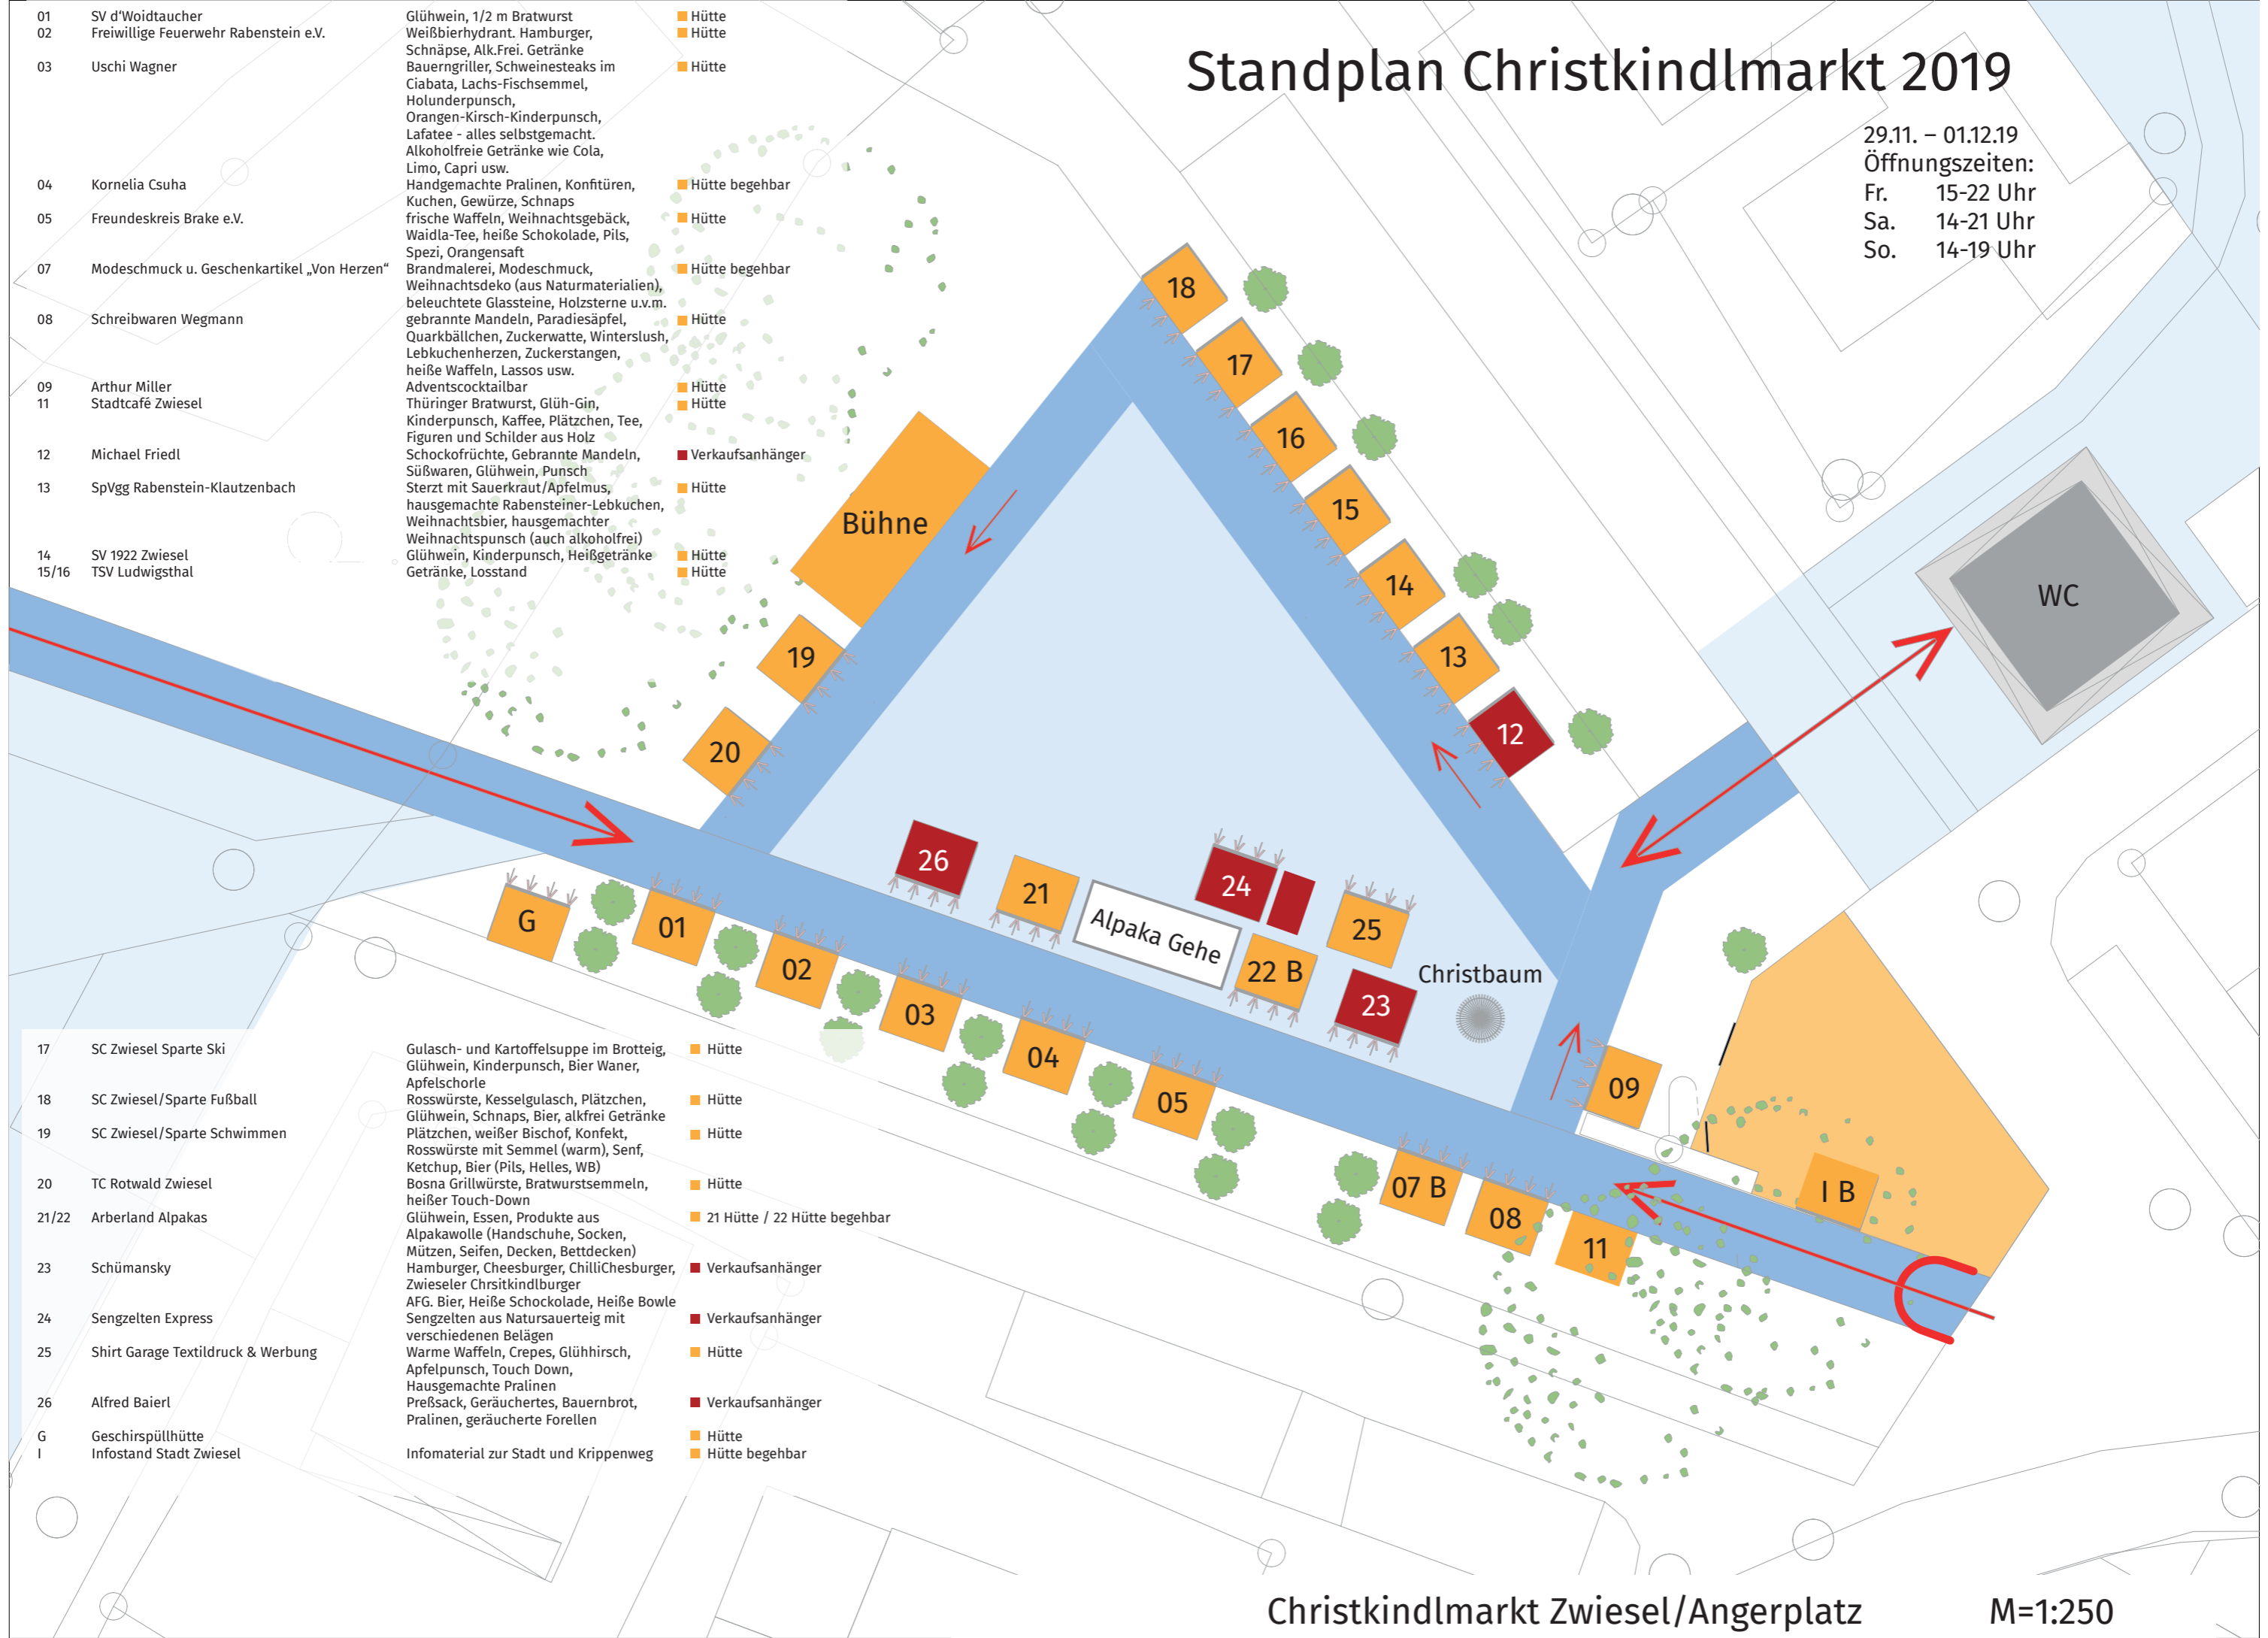 Standplan Christkindlmarkt 2019
29.11. – 01.12.19
Öffnungszeiten:
Fr. 15-22 Uhr
Sa. 14-21 Uhr
So. 14-19 Uhr
01 SV d‘Woidtaucher Glühwein, 1/2 m Bratwurst Hütte
02 Freiwillige Feuerwehr Rabenstein e.V. Weißbierhydrant. Hamburger, Hütte
Schnäpse, Alk.Frei. Getränke
03 Uschi Wagner Bauerngriller, Schweinesteaks im Hütte
Ciabata, Lachs-Fischsemmel,
Holunderpunsch,
Orangen-Kirsch-Kinderpunsch,
Lafatee - alles selbstgemacht.
Alkoholfreie Getränke wie Cola,
Limo, Capri usw.
04 Kornelia Csuha Handgemachte Pralinen, Konfitüren, Hütte begehbar
Kuchen, Gewürze, Schnaps
05 Freundeskreis Brake e.V. frische Waffeln, Weihnachtsgebäck, Hütte
Waidla-Tee, heiße Schokolade, Pils,
Spezi, Orangensaft
07 Modeschmuck u. Geschenkartikel „Von Herzen“ Brandmalerei, Modeschmuck, Hütte begehbar
Weihnachtsdeko (aus Naturmaterialien),
beleuchtete Glassteine, Holzsterne u.v.m.
08 Schreibwaren Wegmann gebrannte Mandeln, Paradiesäpfel, Hütte
Quarkbällchen, Zuckerwatte, Winterslush,
Lebkuchenherzen, Zuckerstangen,
heiße Waffeln, Lassos usw.
09 Arthur Miller Adventscocktailbar Hütte
11 Stadtcafé Zwiesel Thüringer Bratwurst, Glüh-Gin, Hütte
Kinderpunsch, Kaffee, Plätzchen, Tee,
Figuren und Schilder aus Holz
12 Michael Friedl Schockofrüchte, Gebrannte Mandeln, Verkaufsanhänger
Süßwaren, Glühwein, Punsch
13 SpVgg Rabenstein-Klautzenbach Sterzt mit Sauerkraut/Apfelmus, Hütte
hausgemachte Rabensteiner-Lebkuchen,
Weihnachtsbier, hausgemachter
Weihnachtspunsch (auch alkoholfrei)
14 SV 1922 Zwiesel Glühwein, Kinderpunsch, Heißgetränke Hütte
15/16 TSV Ludwigsthal Getränke, Losstand Hütte
18
17
16
15
14
13
12
Bühne
19
20
WC
26
21
Alpaka Gehe
24
25
22 B
23
Christbaum
G
01
02
03
04
05
07 B
08
11
09
I B
17 SC Zwiesel Sparte Ski Gulasch- und Kartoffelsuppe im Brotteig, Hütte
Glühwein, Kinderpunsch, Bier Waner,
Apfelschorle
18 SC Zwiesel/Sparte Fußball Rosswürste, Kesselgulasch, Plätzchen, Hütte
Glühwein, Schnaps, Bier, alkfrei Getränke
19 SC Zwiesel/Sparte Schwimmen Plätzchen, weißer Bischof, Konfekt, Hütte
Rosswürste mit Semmel (warm), Senf,
Ketchup, Bier (Pils, Helles, WB)
20 TC Rotwald Zwiesel Bosna Grillwürste, Bratwurstsemmeln, Hütte
heißer Touch-Down
21/22 Arberland Alpakas Glühwein, Essen, Produkte aus 21 Hütte / 22 Hütte begehbar
Alpakawolle (Handschuhe, Socken,
Mützen, Seifen, Decken, Bettdecken)
23 Schümansky Hamburger, Cheesburger, ChilliChesburger, Verkaufsanhänger
Zwieseler Chrsitkindlburger
AFG. Bier, Heiße Schockolade, Heiße Bowle
24 Sengzelten Express Sengzelten aus Natursauerteig mit Verkaufsanhänger
verschiedenen Belägen
25 Shirt Garage Textildruck & Werbung Warme Waffeln, Crepes, Glühhirsch, Hütte
Apfelpunsch, Touch Down,
Hausgemachte Pralinen
26 Alfred Baierl Preßsack, Geräuchertes, Bauernbrot, Verkaufsanhänger
Pralinen, geräucherte Forellen
G Geschirspüllhütte Hütte
I Infostand Stadt Zwiesel Infomaterial zur Stadt und Krippenweg Hütte begehbar
Christkindlmarkt Zwiesel/Angerplatz M=1:250